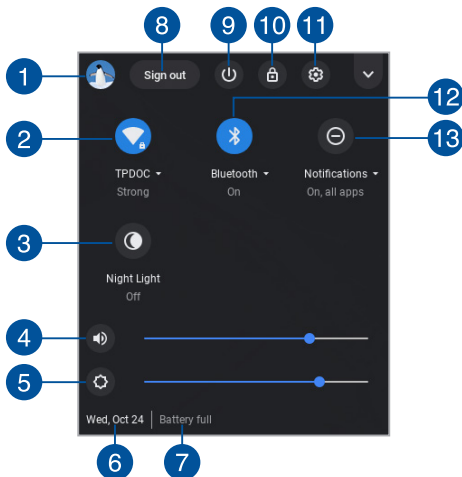 8 9 10 11
1 Sign out
12
2 13
TPDOC Bluetooth Notifications
Strong On On, all apps
3
Night Light
Off
4
5
Wed, Oct 24 Battery full
6 7